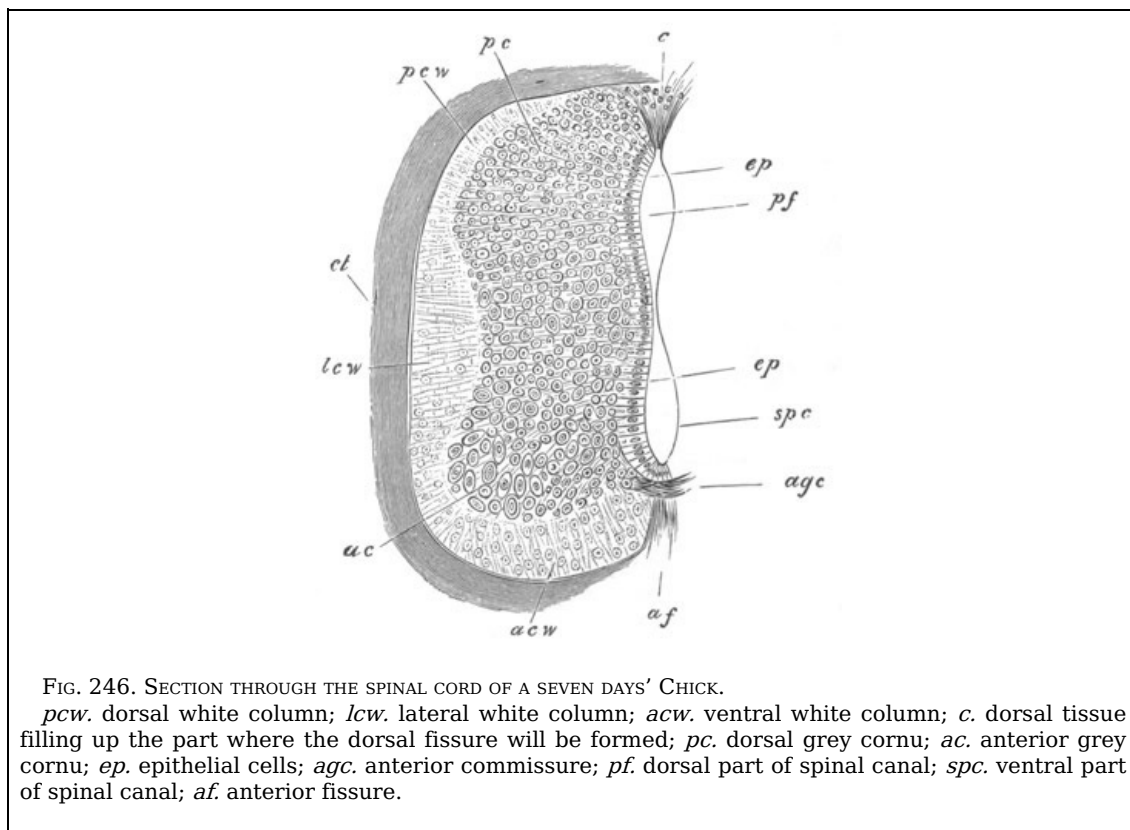 pc
c
pcw
ep
pf
ct
lcw
ep
spc
agc
ac
af
acw
FIG. 246. SECTION THROUGH THE SPINAL CORD OF A SEVEN DAYS' CHICK.
pcw. dorsal white column; lcw. lateral white column; acw. ventral white column; c. dorsal tissue
filling up the part where the dorsal fissure will be formed; pc. dorsal grey cornu; ac. anterior grey
cornu; ep. epithelial cells; agc. anterior commissure; pf. dorsal part of spinal canal; spc. ventral part
of spinal canal; af. anterior fissure.